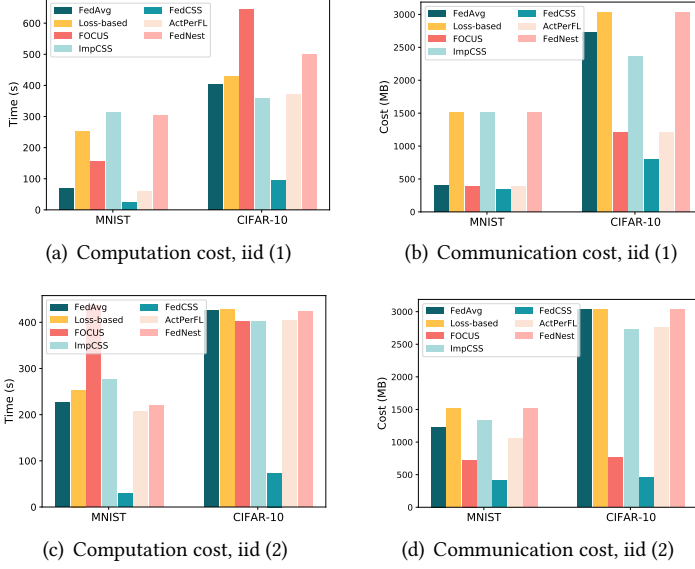 FedAvg
Loss-based
FOCUS
ImpCSS
FedCSS
ActPerFL
FedNest
Time (s)
600
500
400
300
200
100
0
MNIST
CIFAR-10
(a) Computation cost, iid (1)
FedAvg
Loss-based
FOCUS
ImpCSS
FedCSS
ActPerFL
FedNest
Cost (MB)
3000
2500
2000
1500
1000
500
0
MNIST
CIFAR-10
(b) Communication cost, iid (1)
FedAvg
Loss-based
FOCUS
ImpCSS
FedCSS
ActPerFL
FedNest
Time (s)
400
300
200
100
0
MNIST
CIFAR-10
(c) Computation cost, iid (2)
FedAvg
Loss-based
FOCUS
ImpCSS
FedCSS
ActPerFL
FedNest
Cost (MB)
3000
2500
2000
1500
1000
500
0
MNIST
CIFAR-10
(d) Communication cost, iid (2)